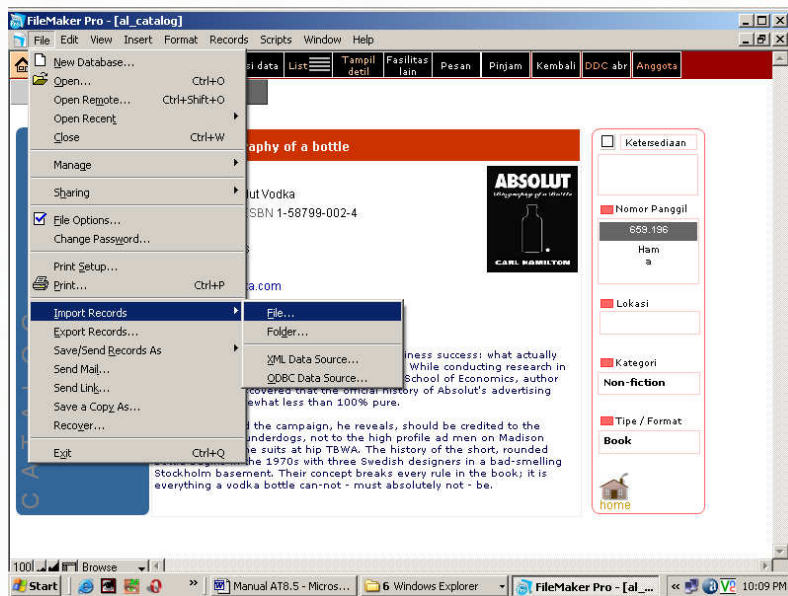 FileMaker Pro - [al_catalog]
File Edit View Insert Format Records Scripts Window Help
New Database...
Open... Ctrl+O
Open Remote... Ctrl+Shift+O
Open Recent
Close Ctrl+W
Manage
Sharing
File Options...
Change Password...
Print Setup...
Print... Ctrl+P
Import Records
Export Records...
Save/Send Records As
Send Mail...
Send Link...
Save a Copy As...
Recover...
Exit Ctrl+Q
File...
Folder...
XML Data Source...
ODBC Data Source...
si data List Tampil detil Fasilitas lain Pesan Pinjam Kembali DDC abr Anggota
raphy of a bottle
lut Vodka
SBN 1-58799-002-4
a.com
ABSOLUT
Biography of a Bottle
CARL HAMILTON
iness success: what actually
While conducting research in
School of Economics, author
covered that the official history of Absolut's advertising
ewhat less than 100% pure.
d the campaign, he reveals, should be credited to the
underdogs, not to the high profile ad men on Madison
e suits at hip TBWA. The history of the short, rounded
the 1970s with three Swedish designers in a bad-smelling
Stockholm basement. Their concept breaks every rule in the book; it is
everything a vodka bottle can-not - must absolutely not - be.
Ketersediaan
Nomor Panggil
659.196
Ham
a
Lokasi
Kategori
Non-fiction
Tipe / Format
Book
home
100 Browse
Start » Manual AT8.5 - Micros... 6 Windows Explorer FileMaker Pro - [al_... « 10:09 PM